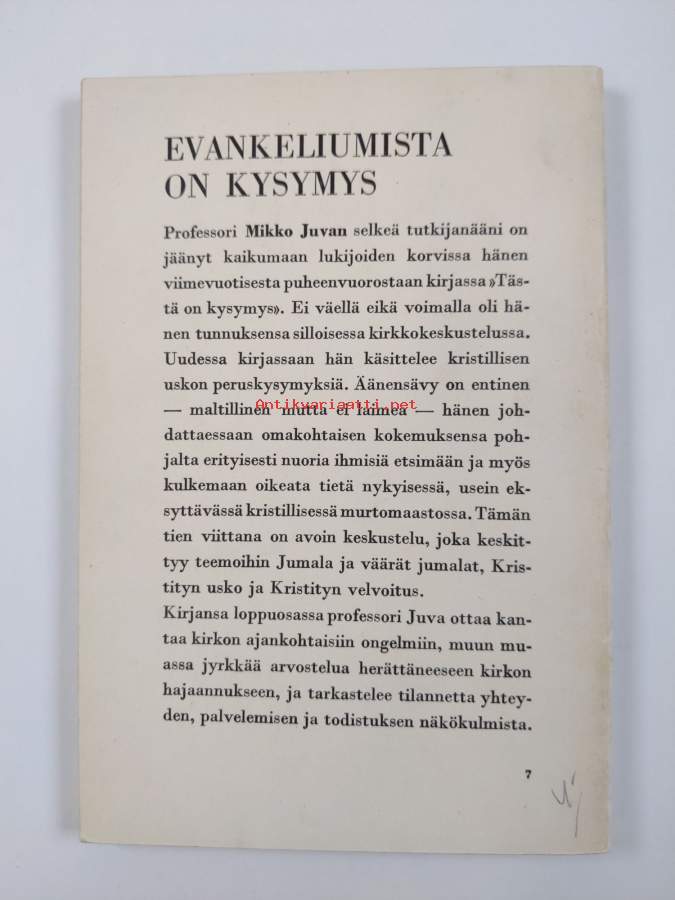 EVANKELIUMISTA
ON KYSYMYS
Professori Mikko Juvan selkeä tutkijanääni on
jäänyt kaikumaan lukijoiden korvissa hänen
viimevuotisesta puheenvuorostaan kirjassa »Täs-
tä on kysymys». Ei väellä eikä voimalla oli hä-
nen tunnuksensa silloisessa kirkkokeskustelussa.
Uudessa kirjassaan hän käsittelee kristillisen
uskon peruskysymyksiä. Äänensävy on entinen
— maltillinen mutta ei laimea — hänen joh-
Antikvariaatti.net
dattaessaan omakohtaisen kokemuksensa poh-
jalta erityisesti nuoria ihmisiä etsimään ja myös
kulkemaan oikeata tietä nykyisessä, usein ek-
syttävässä kristillisessä murtomaastossa. Tämän
tien viittana on avoin keskustelu, joka keskit-
tyy teemoihin Jumala ja väärät jumalat, Kris-
tityn usko ja Kristityn velvoitus.
Kirjansa loppuosassa professori Juva ottaa kan-
taa kirkon ajankohtaisiin ongelmiin, muun mu-
assa jyrkkää arvostelua herättäneeseen kirkon
hajaannukseen, ja tarkastelee tilannetta yhtey-
den, palvelemisen ja todistuksen näkökulmista.
7